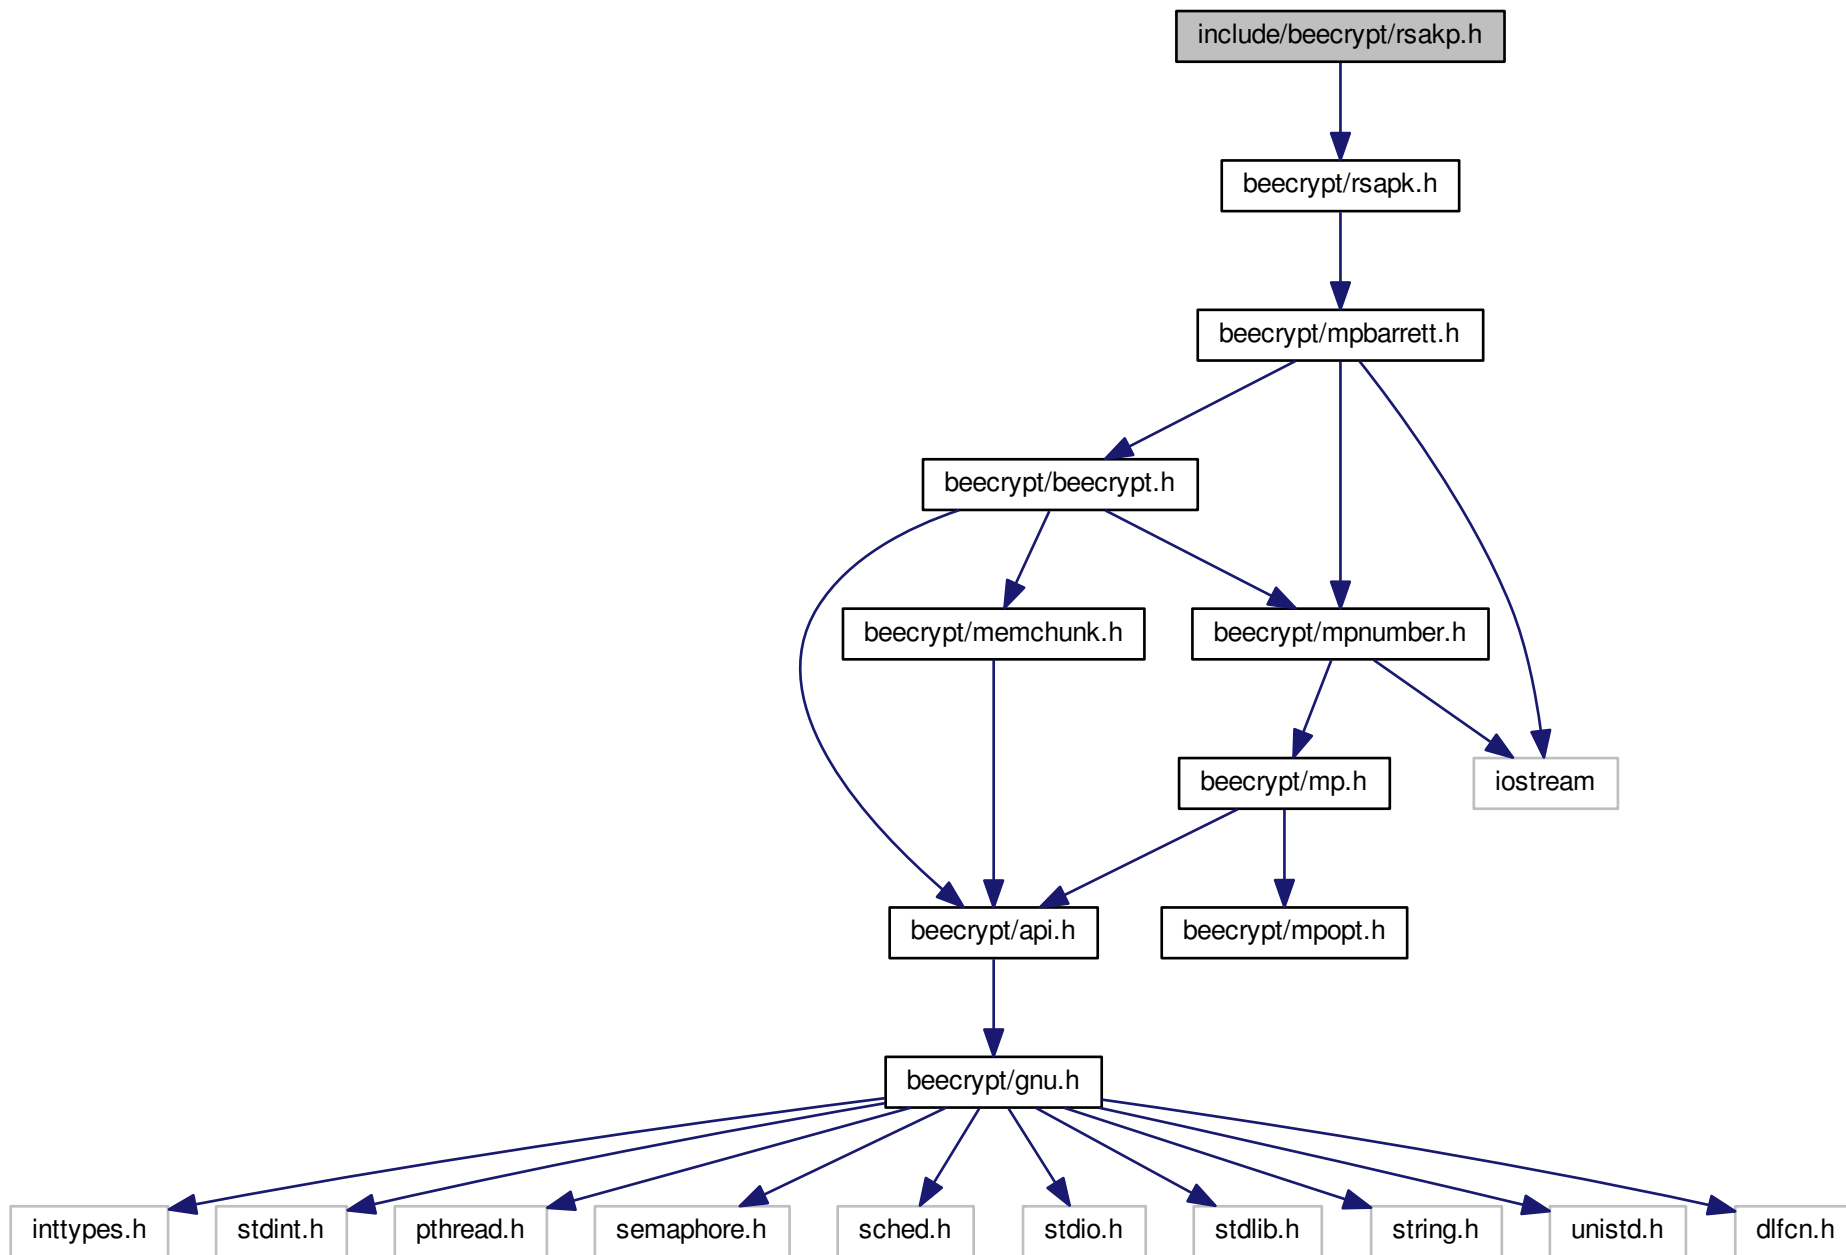 include/beecrypt/rsakp.h
beecrypt/rsapk.h
beecrypt/mpbarrett.h
beecrypt/beecrypt.h
beecrypt/memchunk.h
beecrypt/mpnumber.h
beecrypt/mp.h
iostream
beecrypt/api.h
beecrypt/mpopt.h
beecrypt/gnu.h
inttypes.h
stdint.h
pthread.h
semaphore.h
sched.h
stdio.h
stdlib.h
string.h
unistd.h
dlfcn.h